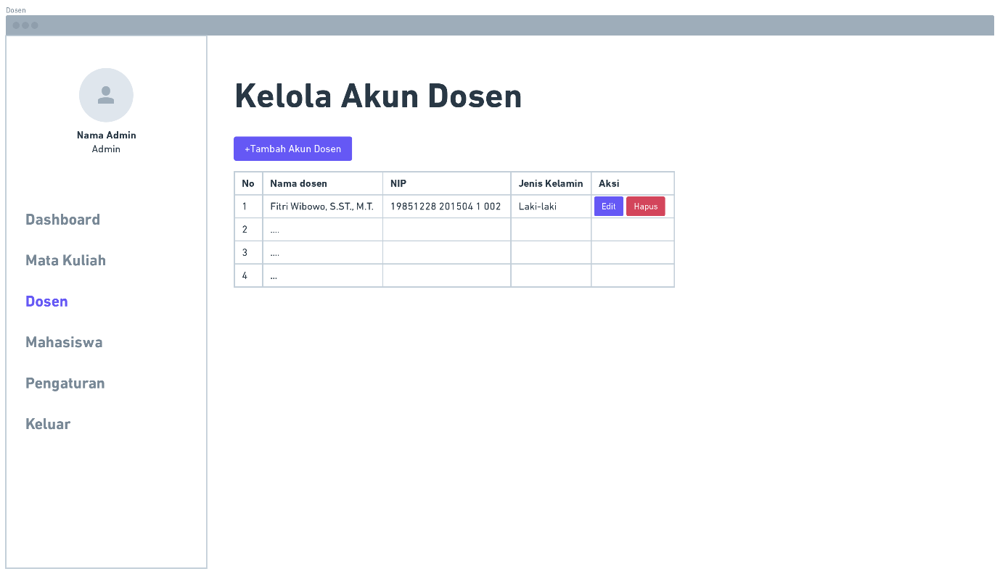 Dosen
Nama Admin
Admin
Dashboard
Mata Kuliah
Dosen
Mahasiswa
Pengaturan
Keluar
Kelola Akun Dosen
+Tambah Akun Dosen
No Nama dosen NIP Jenis Kelamin Aksi
1 Fitri Wibowo, S.ST., M.T. 19851228 201504 1 002 Laki-laki Edit Hapus
2 ....
3 ....
4 ...